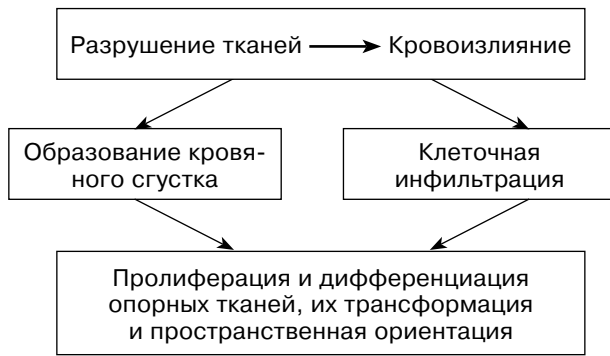 Разрушение тканей Кровоизлияние
Образование кровя-
ного сгустка
Клеточная
инфильтрация
Пролиферация и дифференциация
опорных тканей, их трансформация
и пространственная ориентация